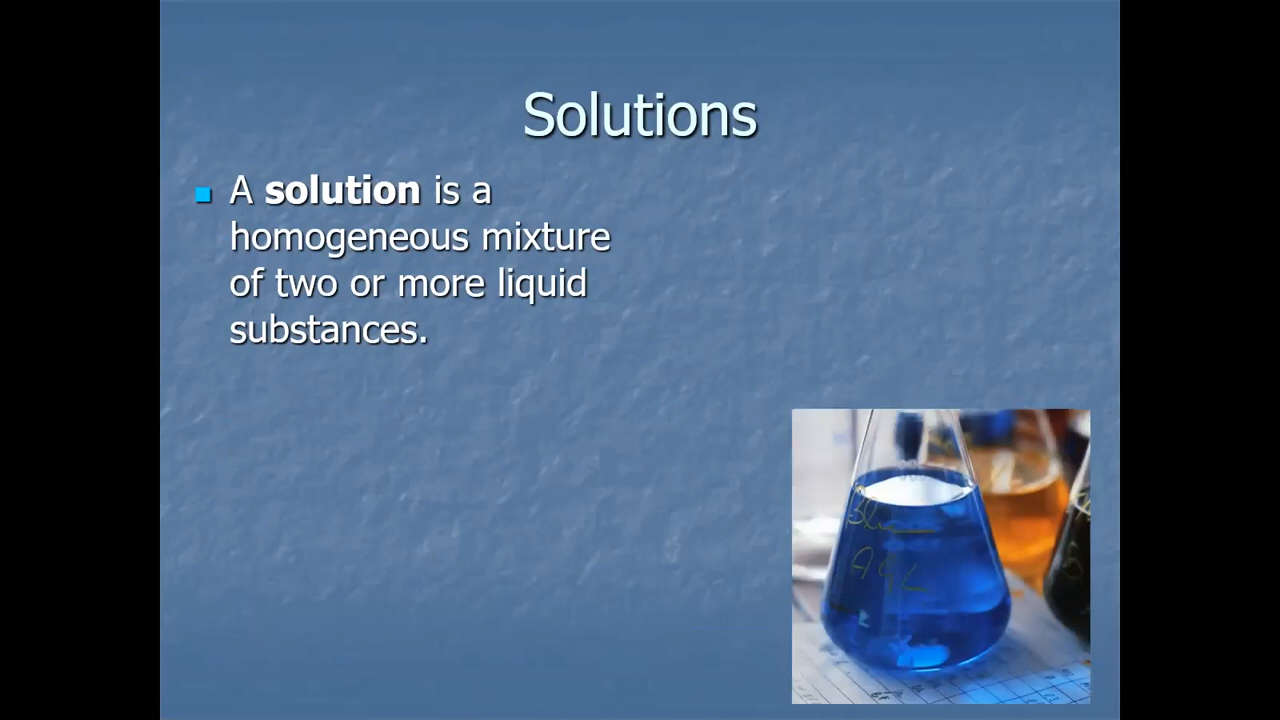 Solutions
A solution is a
homogeneous mixture
of two or more liquid
substances.